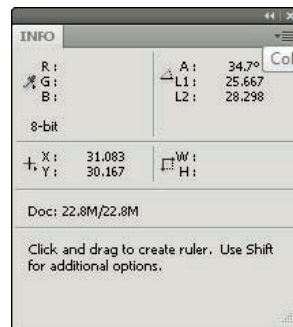 INFO
R :
G :
B :
8-bit
A : 34.7°
L1 : 25.667
L2 : 28.298
X : 31.083
Y : 30.167
W :
H :
Doc: 22.8M/22.8M
Click and drag to create ruler. Use Shift
for additional options.
Col